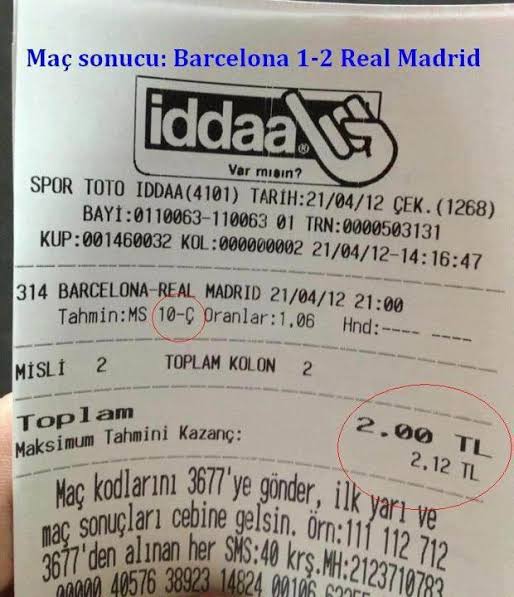 Maç sonucu: Barcelona 1-2 Real Madrid
iddaa®
Var mısın?
SPOR TOTO IDDAA(4101) TARİH:21/04/12 ÇEK.(1268)
BAYİ:0110063-110063 01 TRN:0000503131
KUP:001460032 KOL:000000002 21/04/12-14:16:47
314 BARCELONA-REAL MADRID 21/04/12 21:00
Tahmin:MS 10-Ç Oranlar:1,06 Hnd:---- ----
MİSLİ 2 TOPLAM KOLON 2
Toplam 2.00 TL
Maksimum Tahmini Kazanç: 2,12 TL
Maç kodlarını 3677'ye gönder, ilk yarı ve
maç sonuçları cebine gelsin. Örn:111 112 712
3677'den alınan her SMS:40 krş.MH:2123710783
40576 38923 14824 00106